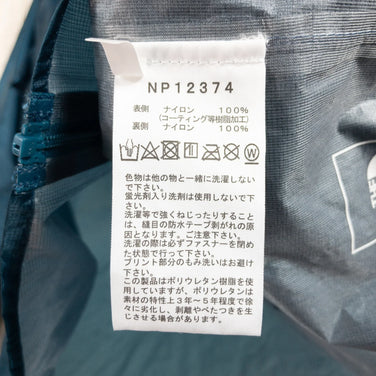 NP12374
表側 ナイロン 100%
(コーティング等樹脂加工)
裏側 ナイロン 100%
色物は他の物と一緒に洗濯しない
で下さい。
蛍光剤入り洗剤は使用しないで下
さい。
洗濯等で強くねじったりすること
は、縫目の防水テープ剥がれの原
因となります。ご注意下さい。
洗濯の際は必ずファスナーを閉め
た状態で行って下さい。
プリント部分のもみ洗いはお避け
下さい。
この製品はポリウレタン樹脂を使
用していますが、ポリウレタンは
素材の特性上3年～5年程度で徐
々に劣化し、剥離やべたつきを生
じさせる場合があります。
THE